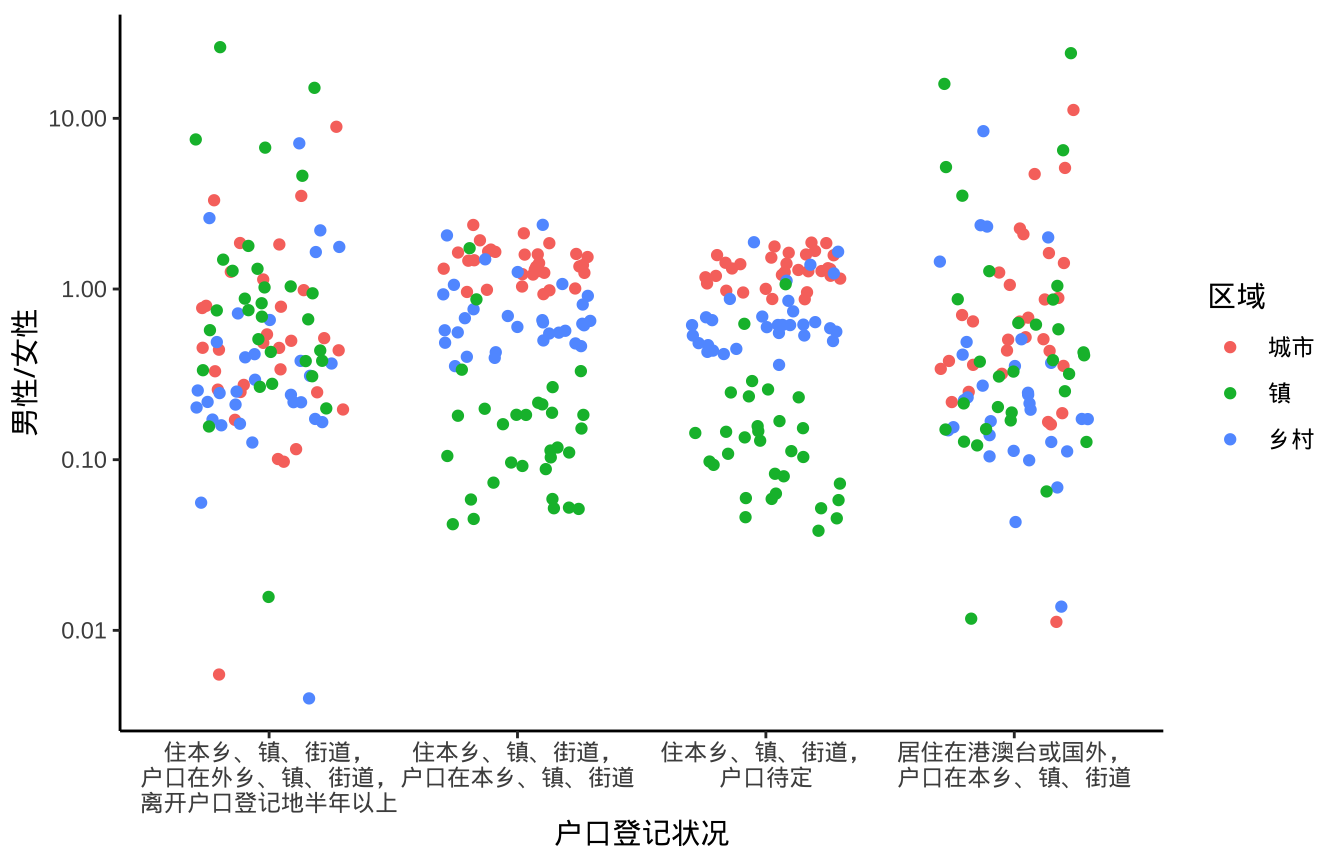 男性/女性
10.00
1.00
0.10
0.01
住本乡、镇、街道，
户口在外乡、镇、街道，
离开户口登记地半年以上
住本乡、镇、街道，
户口在本乡、镇、街道
住本乡、镇、街道，
户口待定
居住在港澳台或国外，
户口在本乡、镇、街道
户口登记状况
区域
城市
镇
乡村